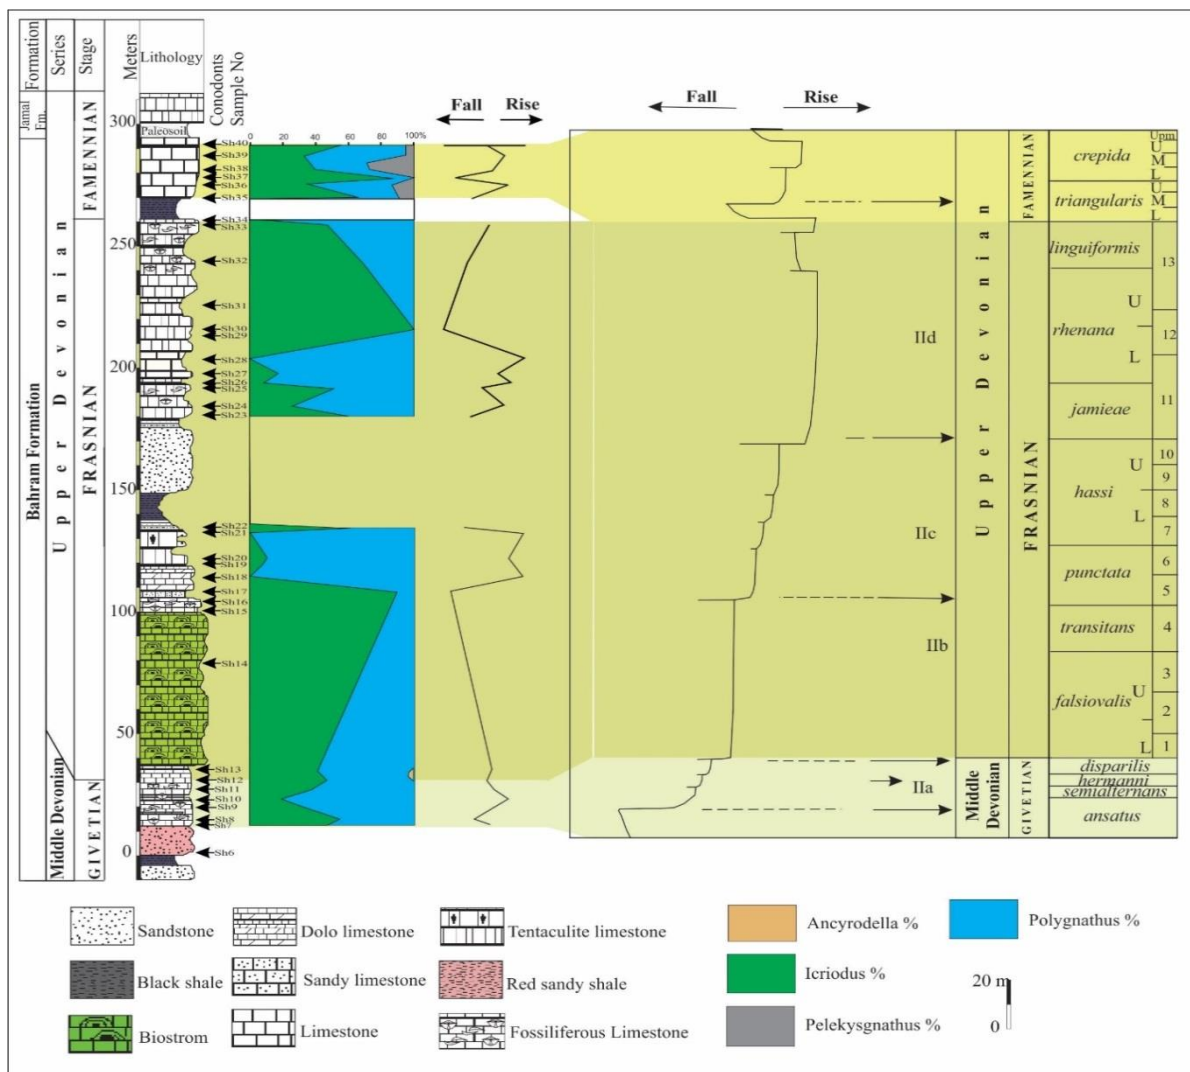 Formation
Series
Stage
Meters
Lithology
Conodonts
Sample No
Fall
Rise
Fall
Rise
Jamal
Fm.
Bahram Formation
Upper Devonian
Middle Devonian
FAMENNIAN
FRASNIAN
GIVETIAN
300
250
200
150
100
50
0
Paleosoil
0
20
40
60
80
100%
Sh40
Sh39
Sh38
Sh37
Sh36
Sh35
Sh34
Sh33
Sh32
Sh31
Sh30
Sh29
Sh28
Sh27
Sh26
Sh25
Sh24
Sh23
Sh22
Sh21
Sh20
Sh19
Sh18
Sh17
Sh16
Sh15
Sh14
Sh13
Sh12
Sh11
Sh10
Sh9
Sh8
Sh7
Sh6
IId
IIc
IIb
IIa
Upper Devonian
Middle
Devonian
FAMENNIAN
FRASNIAN
GIVETIAN
Upm
crepida
U
M
L
triangularis
U
M
L
linguiformis
13
rhenana
U
L
12
jamieae
11
hassi
U
L
10
9
8
7
punctata
6
5
transitans
4
falsiovalis
U
L
3
2
1
disparilis
hermanni
semialternans
ansatus
Sandstone
Dolo limestone
Tentaculite limestone
Black shale
Sandy limestone
Red sandy shale
Biostrom
Limestone
Fossiliferous Limestone
Ancyrodella %
Polygnathus %
Icriodus %
Pelekysgnathus %
20 m
0